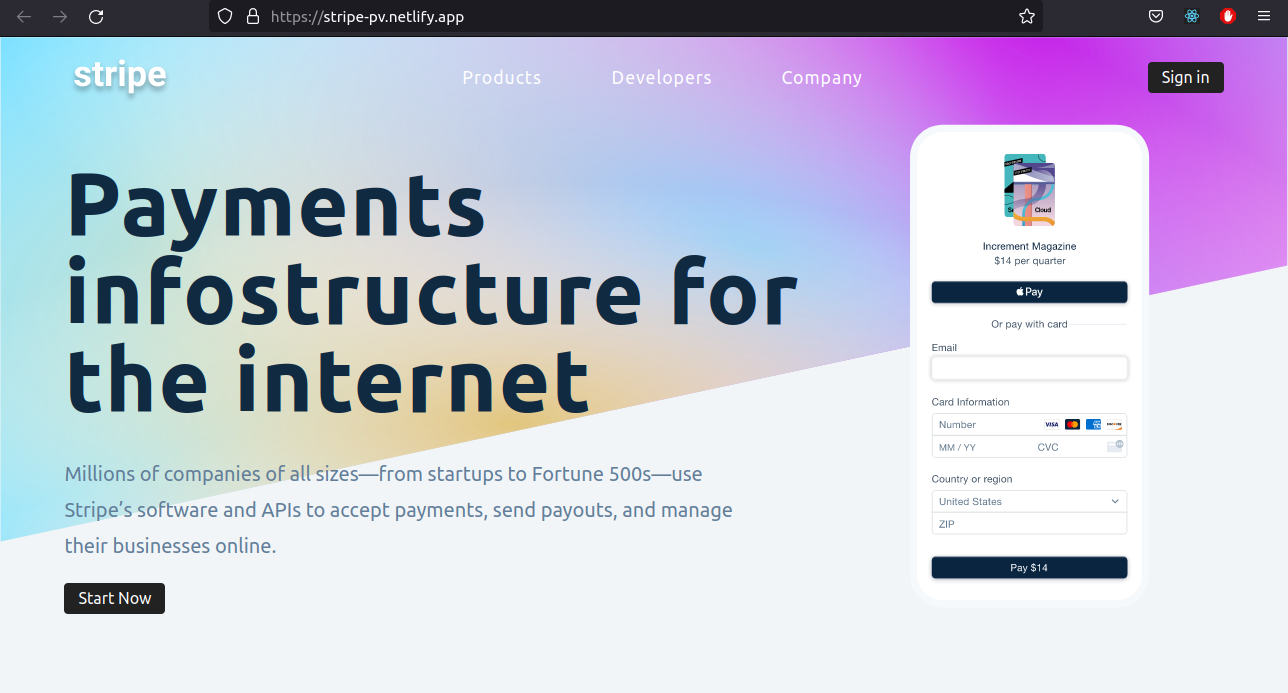 https://stripe-pv.netlify.app
stripe
Products
Developers
Company
Sign in
Payments
infostructure for
the internet
Millions of companies of all sizes—from startups to Fortune 500s—use
Stripe’s software and APIs to accept payments, send payouts, and manage
their businesses online.
Start Now
Cloud
Increment Magazine
$14 per quarter
Pay
Or pay with card
Email
Card Information
Number
VISA
MM / YY
CVC
Country or region
United States
ZIP
Pay $14